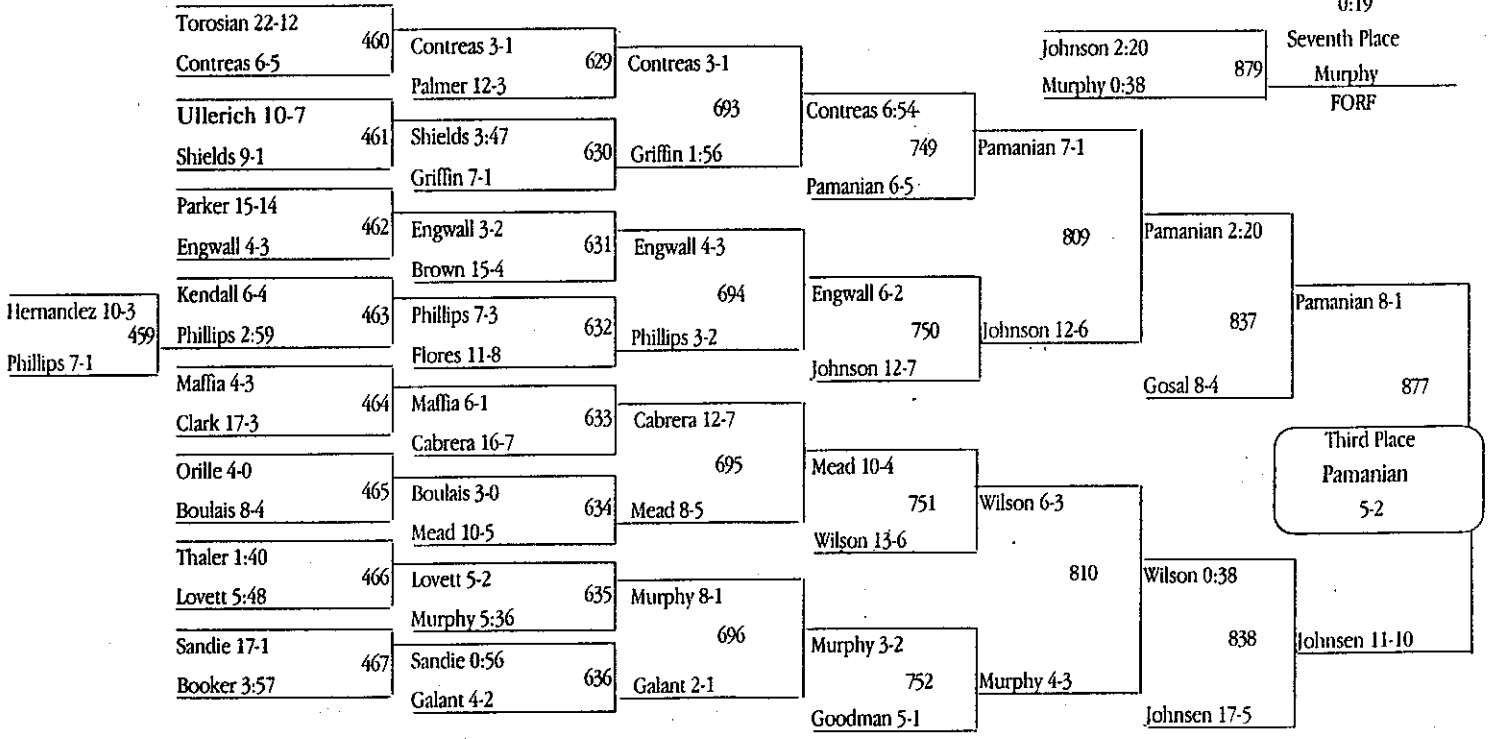 Hernandez 10-3
459
Phillips 7-1
Torosian 22-12
460
Contreas 6-5
Ullerich 10-7
461
Shields 9-1
Parker 15-14
462
Engwall 4-3
Kendall 6-4
463
Phillips 2:59
Maffia 4-3
464
Clark 17-3
Orille 4-0
465
Boulais 8-4
Thaler 1:40
466
Lovett 5:48
Sandie 17-1
467
Booker 3:57
Contreas 3-1
629
Palmer 12-3
Shields 3:47
630
Griffin 7-1
Engwall 3-2
631
Brown 15-4
Phillips 7-3
632
Flores 11-8
Maffia 6-1
633
Cabrera 16-7
Boulais 3-0
634
Mead 10-5
Lovett 5-2
635
Murphy 5:36
Sandie 0:56
636
Galant 4-2
Contreas 3-1
693
Griffin 1:56
Engwall 4-3
694
Phillips 3-2
Cabrera 12-7
695
Mead 8-5
Murphy 8-1
696
Galant 2-1
Contreas 6:54
749
Pamanian 6-5
Engwall 6-2
750
Johnson 12-7
Mead 10-4
751
Wilson 13-6
Murphy 3-2
752
Goodman 5-1
Pamanian 7-1
809
Johnson 12-6
Wilson 6-3
810
Murphy 4-3
Pamanian 2:20
837
Gosal 8-4
Wilson 0:38
838
Johnsen 17-5
Pamanian 8-1
877
Johnsen 11-10
Third Place
Pamanian
5-2
Johnson 2:20
879
Murphy 0:38
0:19
Seventh Place
Murphy
FORF